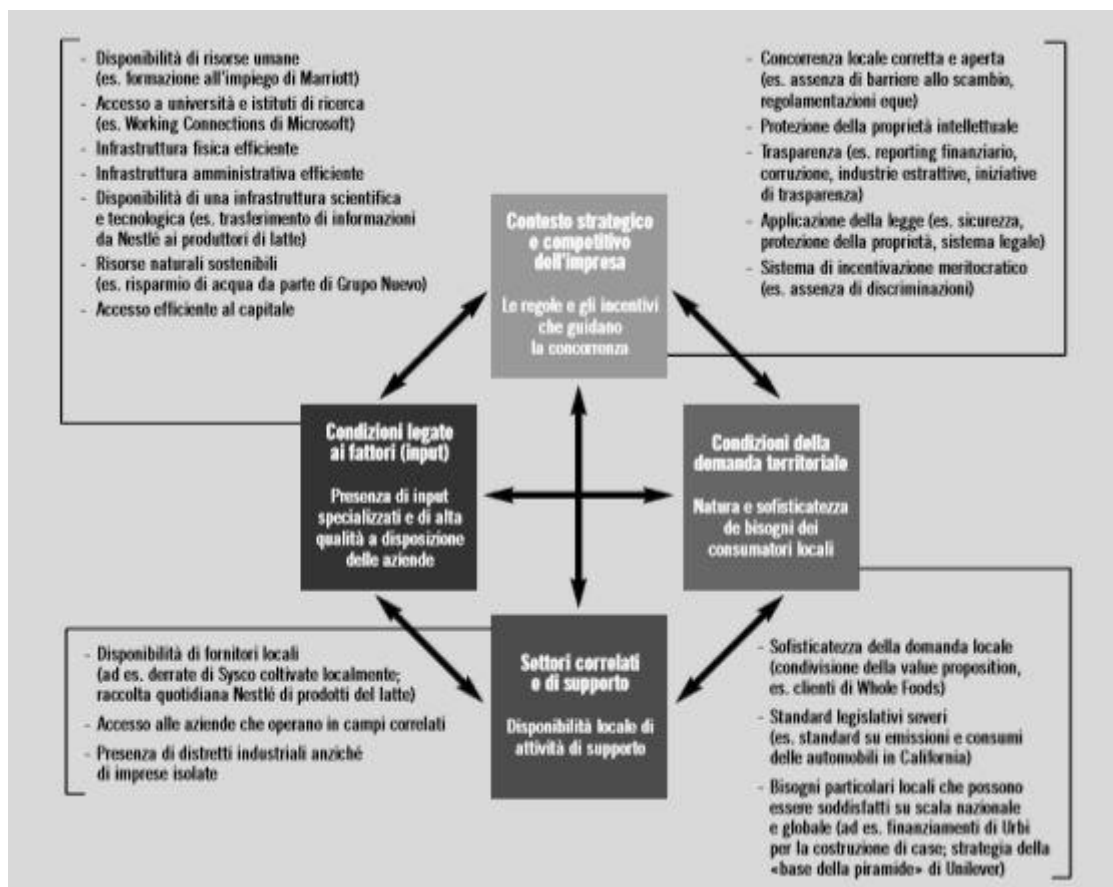 - Disponibilità di risorse umane
(es. formazione all'impiego di Marriott)
- Accesso a università e istituti di ricerca
(es. Working Connections di Microsoft)
- Infrastruttura fisica efficiente
- Infrastruttura amministrativa efficiente
- Disponibilità di una infrastruttura scientifica
e tecnologica (es. trasferimento di informazioni
da Nestlé ai produttori di latte)
- Risorse naturali sostenibili
(es. risparmio di acqua da parte di Grupo Nuevo)
- Accesso efficiente al capitale
- Concorrenza locale corretta e aperta
(es. assenza di barriere allo scambio,
regolamentazioni eque)
- Protezione della proprietà intellettuale
- Trasparenza (es. reporting finanziario,
corruzione, industrie estrattive, iniziative
di trasparenza)
- Applicazione della legge (es. sicurezza,
protezione della proprietà, sistema legale)
- Sistema di incentivazione meritocratico
(es. assenza di discriminazioni)
Contesto strategico
e competitivo
dell'impresa
Le regole e gli incentivi
che guidano
la concorrenza
Condizioni legate
ai fattori (input)
Presenza di input
specializzati e di alta
qualità a disposizione
delle aziende
Condizioni della
domanda territoriale
Natura e sofisticatezza
de bisogni dei
consumatori locali
Settori correlati
e di supporto
Disponibilità locale di
attività di supporto
- Disponibilità di fornitori locali
(ad es. derrate di Sysco coltivate localmente;
raccolta quotidiana Nestlé di prodotti del latte)
- Accesso alle aziende che operano in campi correlati
- Presenza di distretti industriali anziché
di imprese isolate
- Sofisticatezza della domanda locale
(condivisione della value proposition,
es. clienti di Whole Foods)
- Standard legislativi severi
(es. standard su emissioni e consumi
delle automobili in California)
- Bisogni particolari locali che possono
essere soddisfatti su scala nazionale
e globale (ad es. finanziamenti di Urbi
per la costruzione di case; strategia della
«base della piramide» di Unilever)